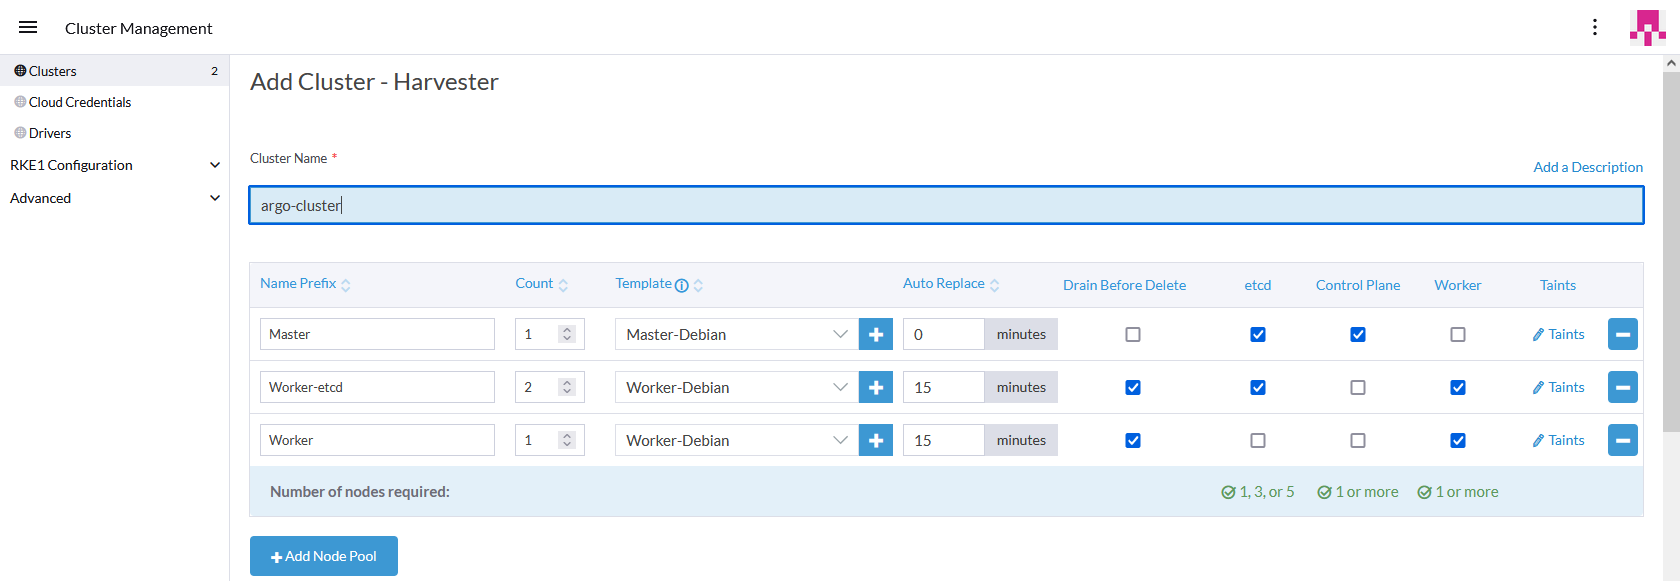 Cluster Management
Clusters 2
Cloud Credentials
Drivers
RKE1 Configuration
Advanced
Add Cluster - Harvester
Cluster Name *
Add a Description
argo-cluster
Name Prefix Count Template Auto Replace Drain Before Delete etcd Control Plane Worker Taints
Master 1 Master-Debian 0 minutes Taints
Worker-etcd 2 Worker-Debian 15 minutes Taints
Worker 1 Worker-Debian 15 minutes Taints
Number of nodes required: 1, 3, or 5 1 or more 1 or more
Add Node Pool